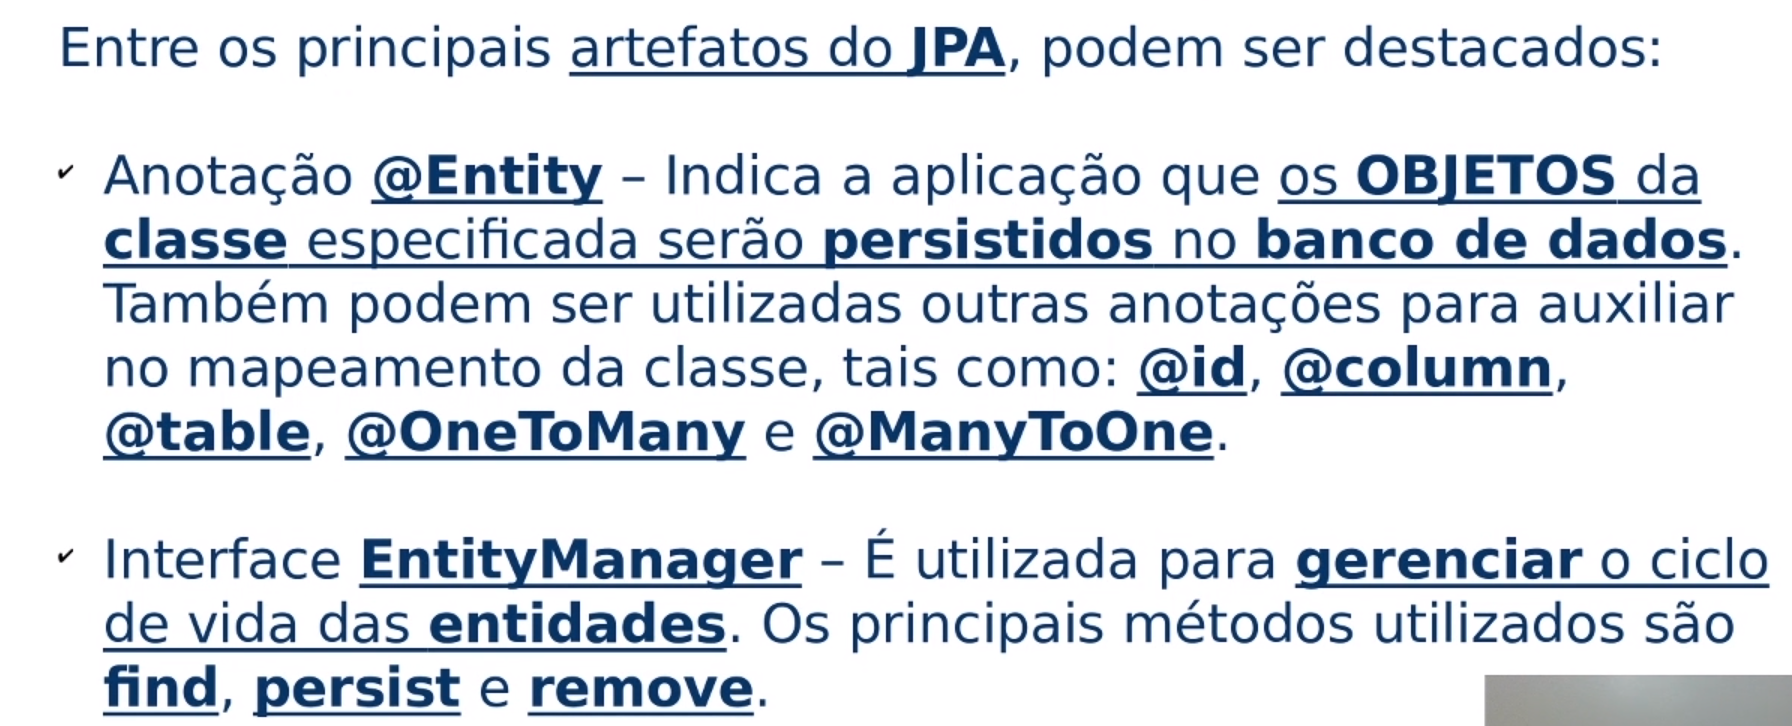 Entre os principais artefatos do JPA, podem ser destacados:
✔ Anotação @Entity – Indica a aplicação que os OBJETOS da
classe especificada serão persistidos no banco de dados.
Também podem ser utilizadas outras anotações para auxiliar
no mapeamento da classe, tais como: @id, @column,
@table, @OneToMany e @ManyToOne.
✔ Interface EntityManager – É utilizada para gerenciar o ciclo
de vida das entidades. Os principais métodos utilizados são
find, persist e remove.